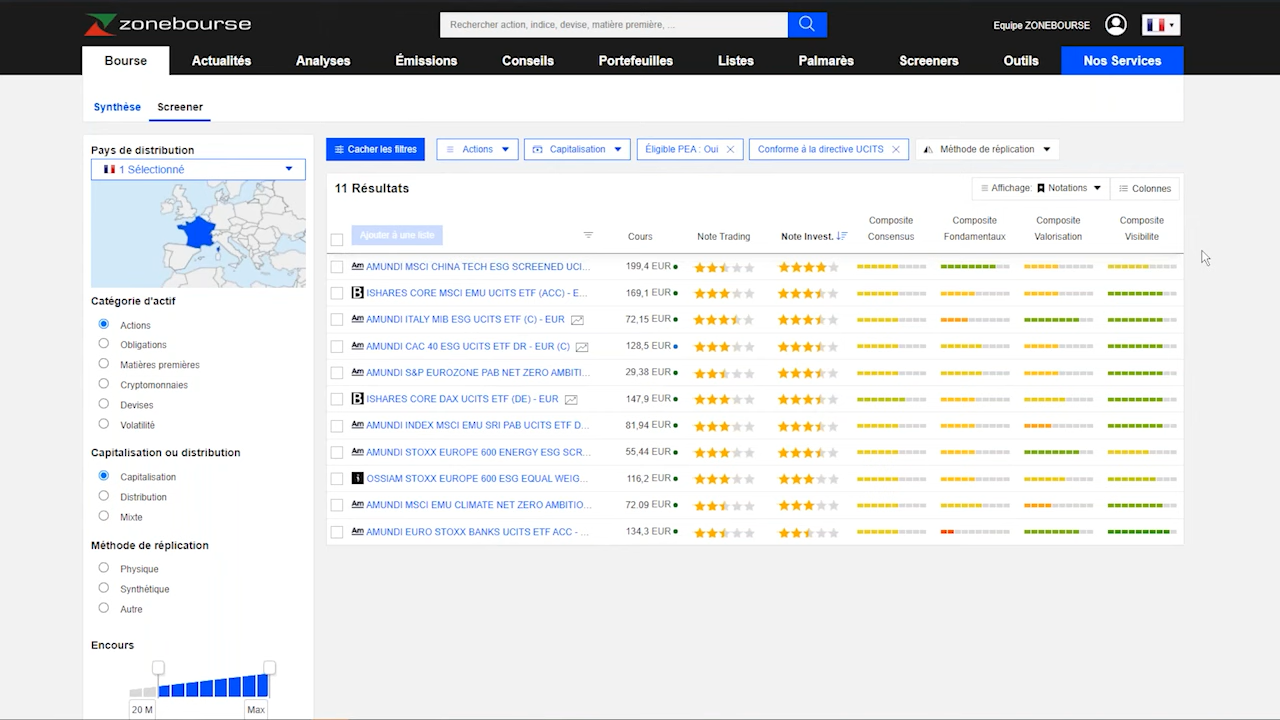 zonebourse
Rechercher action, indice, devise, matière première, ...
Equipe ZONEBOURSE
Bourse
Actualités
Analyses
Émissions
Conseils
Portefeuilles
Listes
Palmarès
Screeners
Outils
Nos Services
Synthèse
Screener
Pays de distribution
1 Sélectionné
Catégorie d'actif
Actions
Obligations
Matières premières
Cryptomonnaies
Devises
Volatilité
Capitalisation ou distribution
Capitalisation
Distribution
Mixte
Méthode de réplication
Physique
Synthètique
Autre
Encours
20 M
Max
Cacher les filtres
Actions
Capitalisation
Éligible PEA : Oui
Conforme à la directive UCITS
Méthode de réplication
11 Résultats
Affichage: Notations
Colonnes
Ajouter à une liste
Cours
Note Trading
Note Invest.
Composite Consensus
Composite Fondamentaux
Composite Valorisation
Composite Visibilite
Am AMUNDI MSCI CHINA TECH ESG SCREENED UCI... 199,4 EUR
B ISHARES CORE MSCI EMU UCITS ETF (ACC) - E... 169,1 EUR
Am AMUNDI ITALY MIB ESG UCITS ETF (C) - EUR 72,15 EUR
Am AMUNDI CAC 40 ESG UCITS ETF DR - EUR (C) 128,5 EUR
Am AMUNDI S&P EUROZONE PAB NET ZERO AMBITI... 29,38 EUR
B ISHARES CORE DAX UCITS ETF (DE) - EUR 147,9 EUR
Am AMUNDI INDEX MSCI EMU SRI PAB UCITS ETF D... 81,94 EUR
Am AMUNDI STOXX EUROPE 600 ENERGY ESG SCR... 55,44 EUR
OSSIAM STOXX EUROPE 600 ESG EQUAL WEIG... 116,2 EUR
Am AMUNDI MSCI EMU CLIMATE NET ZERO AMBITIO... 72.09 EUR
Am AMUNDI EURO STOXX BANKS UCITS ETF ACC - ... 134,3 EUR